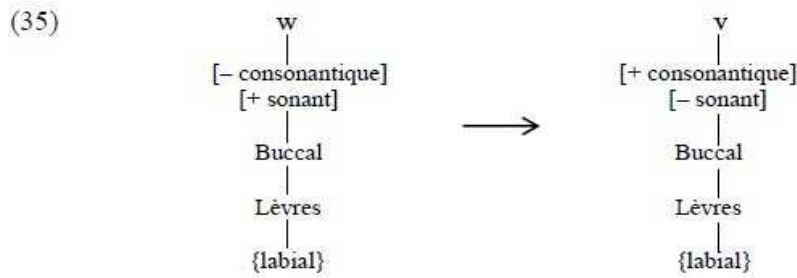 (35) w v
[– consonantique] [+ consonantique]
[+ sonant] [– sonant]
Buccal Buccal
Lèvres Lèvres
{labial} {labial}